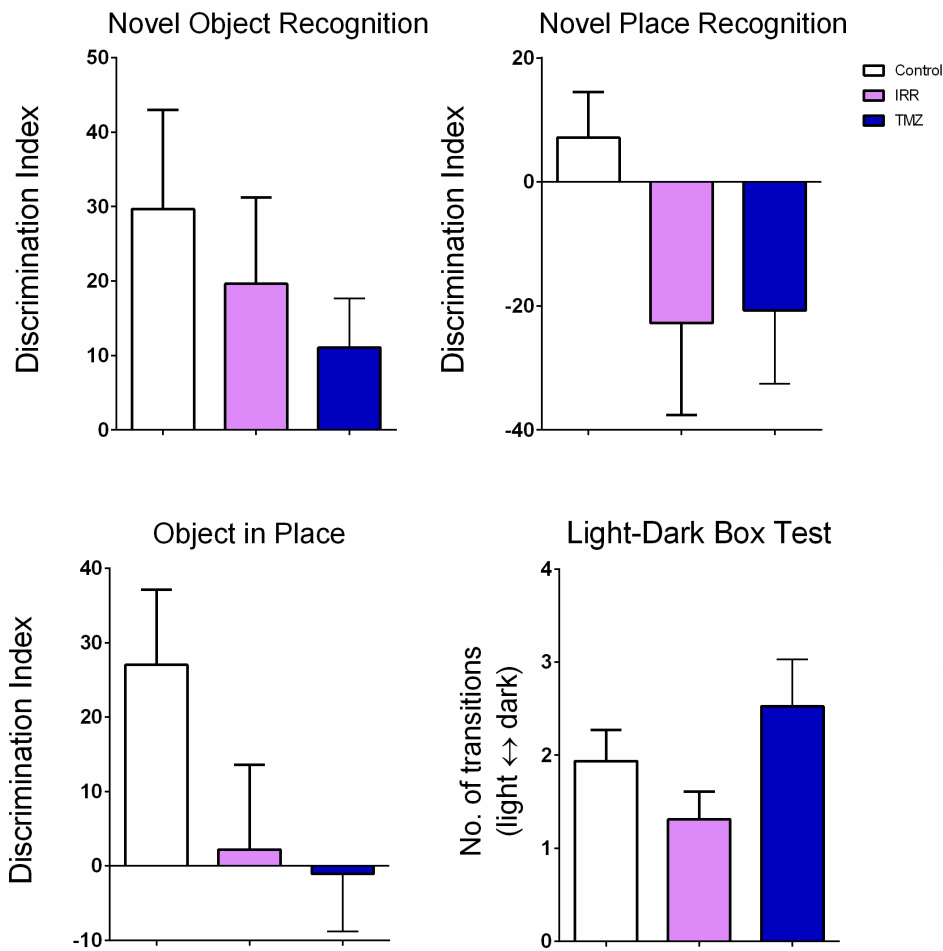 Novel Object Recognition
Discrimination Index
50
40
30
20
10
0
Novel Place Recognition
Discrimination Index
20
0
-20
-40
Control
IRR
TMZ
Object in Place
Discrimination Index
40
30
20
10
0
-10
Light-Dark Box Test
No. of transitions
(light ↔ dark)
4
3
2
1
0